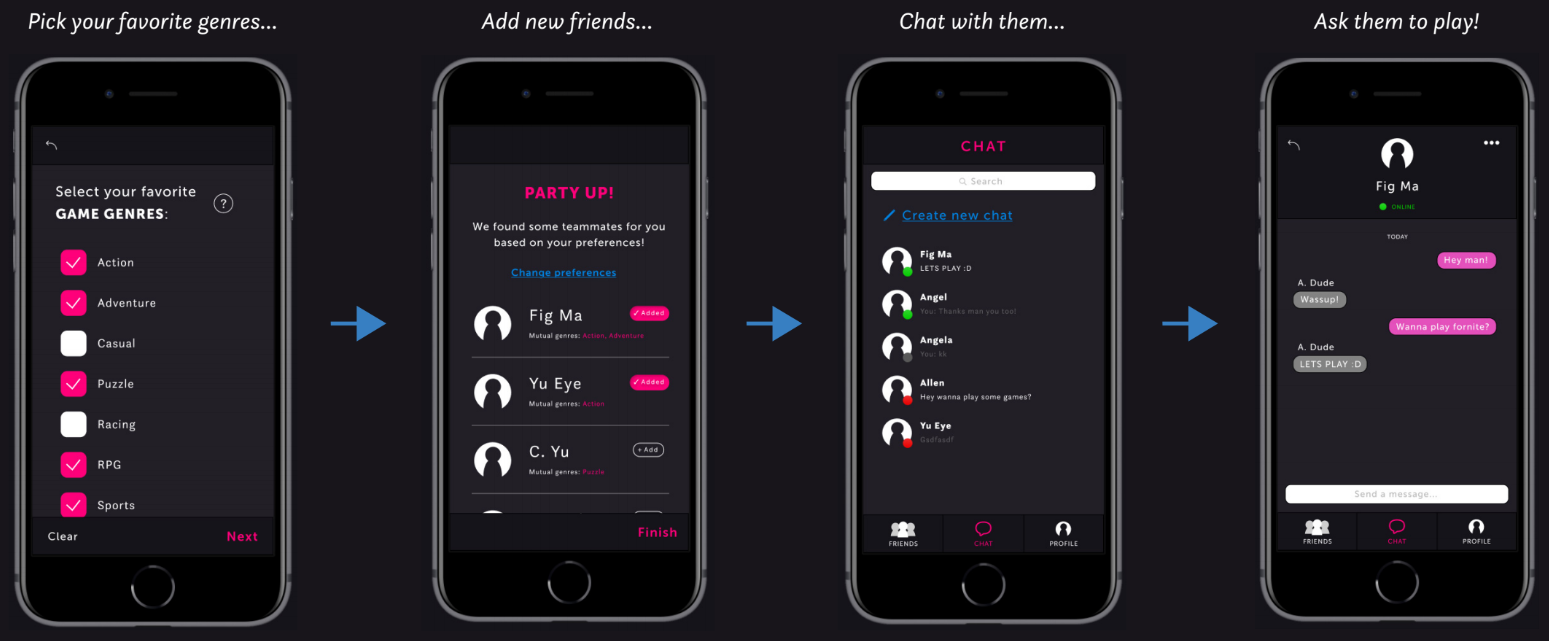 Pick your favorite genres...
Add new friends...
Chat with them...
Ask them to play!
Select your favorite
GAME GENRES:
?
Action
Adventure
Casual
Puzzle
Racing
RPG
Sports
Clear
Next
PARTY UP!
We found some teammates for you
based on your preferences!
Change preferences
Fig Ma
✓ Added
Mutual genres: Action, Adventure
Yu Eye
✓ Added
Mutual genres: Action
C. Yu
+ Add
Mutual genres: Puzzle
Finish
CHAT
Search
Create new chat
Fig Ma
LETS PLAY :D
Angel
You: Thanks man you too!
Angela
You: kk
Allen
Hey wanna play some games?
Yu Eye
FRIENDS
CHAT
PROFILE
Fig Ma
ONLINE
TODAY
Hey man!
A. Dude
Wassup!
Wanna play fornite?
A. Dude
LETS PLAY :D
Send a message...
FRIENDS
CHAT
PROFILE